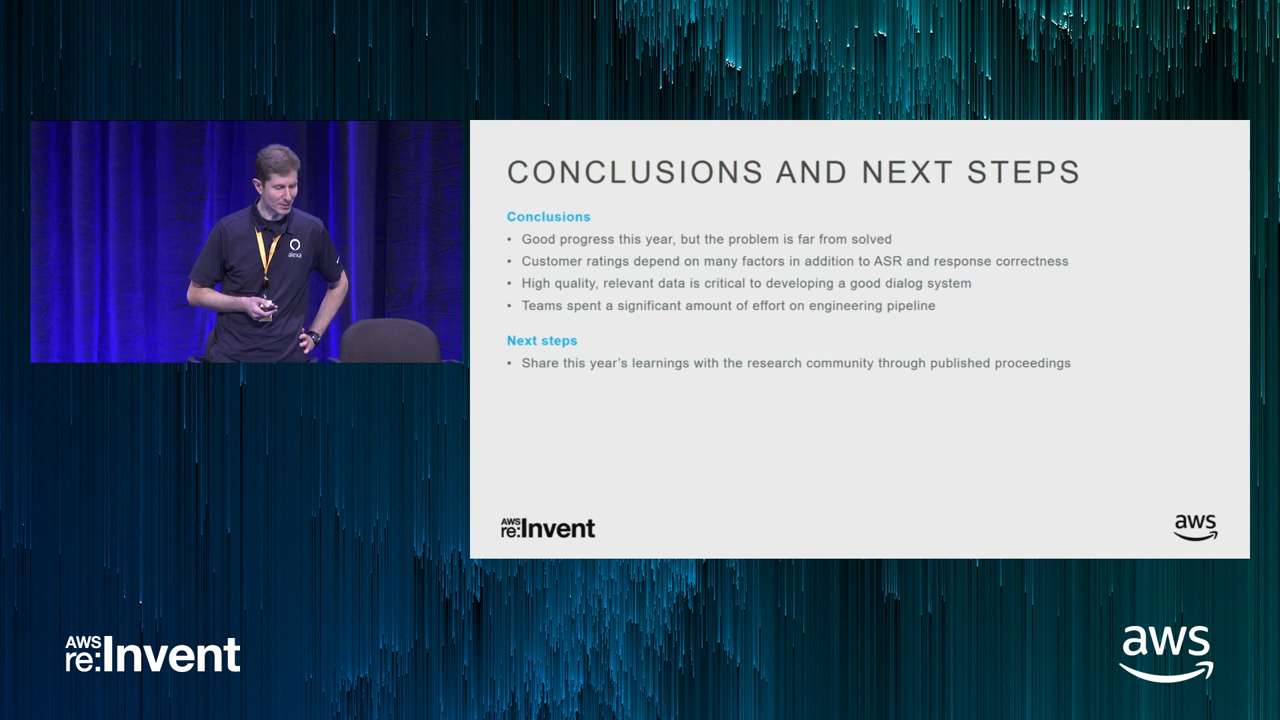 alexa
CONCLUSIONS AND NEXT STEPS
Conclusions
• Good progress this year, but the problem is far from solved
• Customer ratings depend on many factors in addition to ASR and response correctness
• High quality, relevant data is critical to developing a good dialog system
• Teams spent a significant amount of effort on engineering pipeline
Next steps
• Share this year's learnings with the research community through published proceedings
AWS
re:Invent
aws
AWS
re:Invent
aws